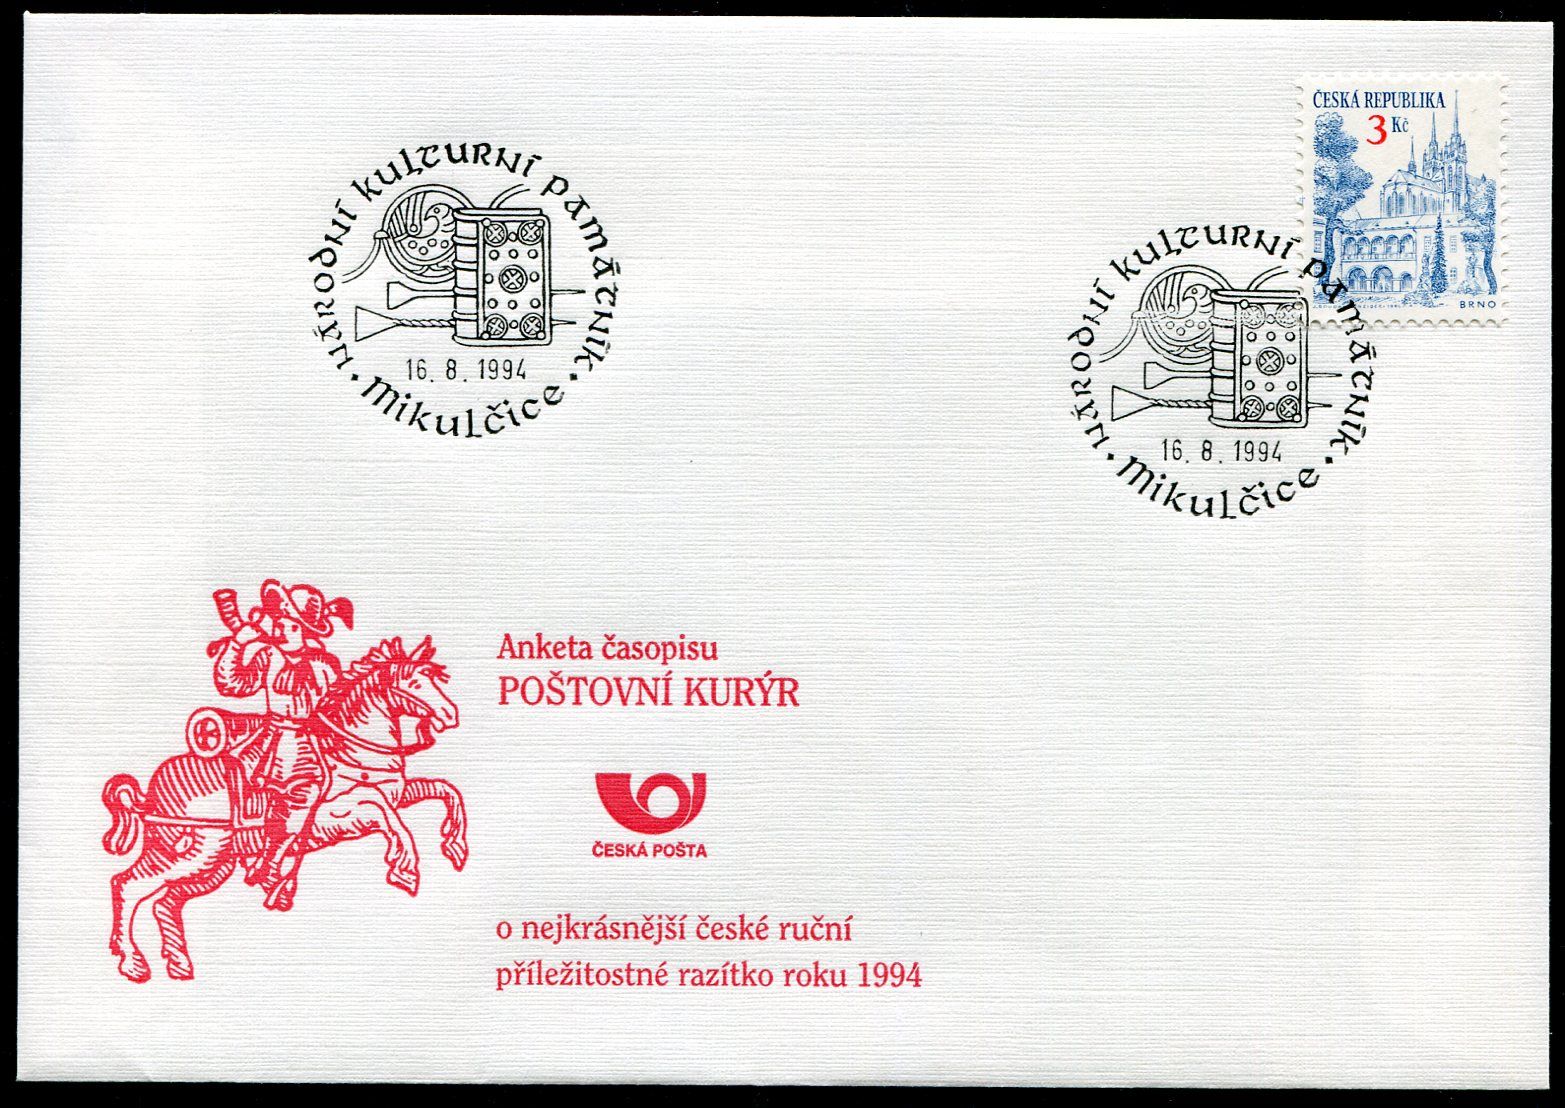 ČESKÁ REPUBLIKA
3 Kč
BRNO
NÁRODNÍ KULTURNÍ PAMÁTNÍK
16. 8. 1994
Mikulčice
NÁRODNÍ KULTURNÍ PAMÁTNÍK
16. 8. 1994
Mikulčice
Anketa časopisu
POŠTOVNÍ KURÝR
ČESKÁ POŠTA
o nejkrásnější české ruční
příležitostné razítko roku 1994